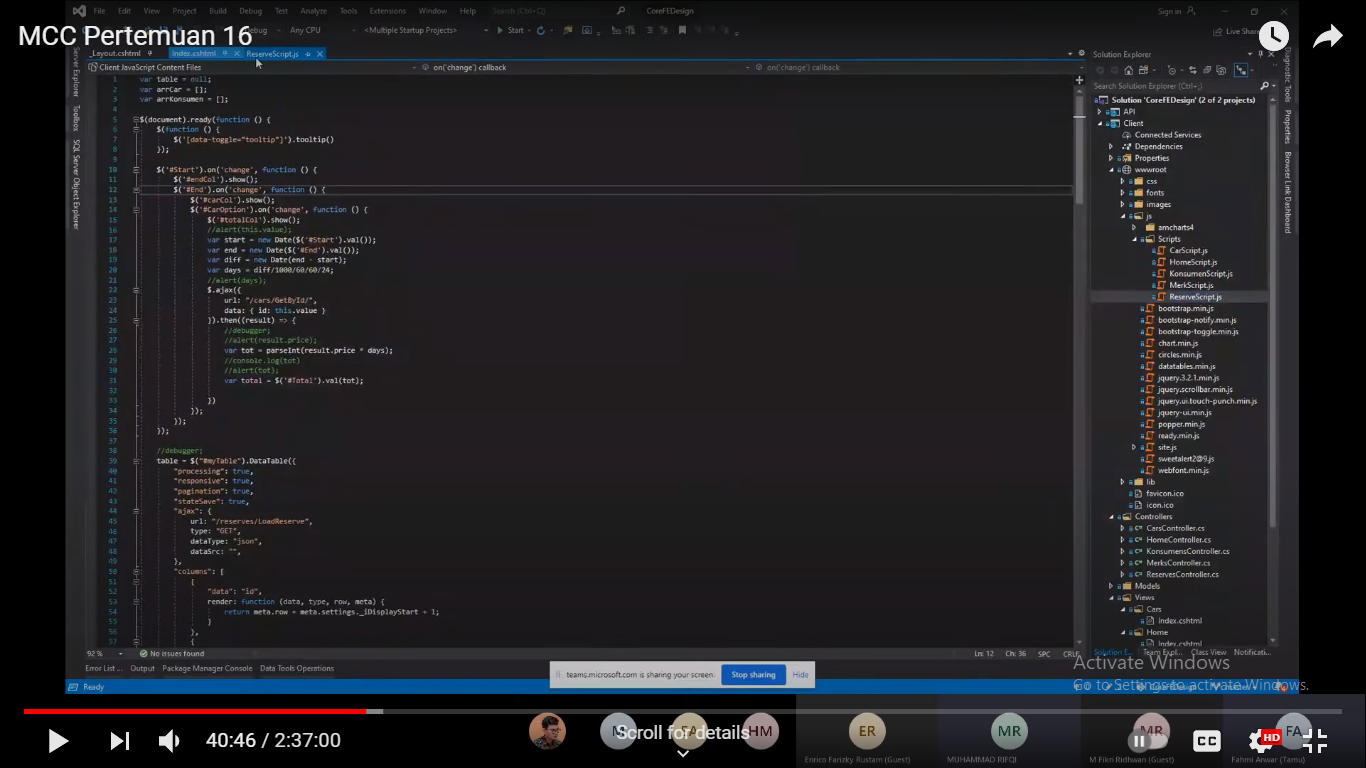 MCC Pertemuan 16
File Edit View Project Build Debug Test Analyze Tools Extensions Window Help Search (Ctrl+Q) CoreFEDesign Sign in
Any CPU <Multiple Startup Projects> Start Live Share
_Layout.cshtml Index.cshtml ReserveScript.js
Client JavaScript Content Files on('change') callback on('change') callback
Server Explorer
Toolbox
SQL Server Object Explorer
1 var table = null;
2 var arrCar = [];
3 var arrKonsumen = [];
4
5 $(document).ready(function () {
6 $(function () {
7 $('[data-toggle="tooltip"]').tooltip()
8 });
9
10 $('#Start').on('change', function () {
11 $('#endCol').show();
12 $('#End').on('change', function () {
13 $('#carCol').show();
14 $('#CarOption').on('change', function () {
15 $('#totalCol').show();
16 //alert(this.value);
17 var start = new Date($('#Start').val());
18 var end = new Date($('#End').val());
19 var diff = new Date(end - start);
20 var days = diff/1000/60/60/24;
21 //alert(days);
22 $.ajax({
23 url: "/cars/GetById/",
24 data: { id: this.value }
25 }).then((result) => {
26 //debugger;
27 //alert(result.price);
28 var tot = parseInt(result.price * days);
29 //console.log(tot)
30 //alert(tot);
31 var total = $('#Total').val(tot);
32
33 })
34 });
35 });
36 });
37
38 //debugger;
39 table = $("#myTable").DataTable({
40 "processing": true,
41 "responsive": true,
42 "pagination": true,
43 "stateSave": true,
44 "ajax": {
45 url: "/reserves/LoadReserve",
46 type: "GET",
47 dataType: "json",
48 dataSrc: "",
49 },
50 "columns": [
51 {
52 "data": "id",
53 render: function (data, type, row, meta) {
54 return meta.row + meta.settings._iDisplayStart + 1;
55 }
56 },
57 {
92 % No issues found Ln: 12 Ch: 36 SPC CRLF
Error List ... Output Package Manager Console Data Tools Operations
Ready
Solution Explorer
Search Solution Explorer (Ctrl+;)
Solution 'CoreFEDesign' (2 of 2 projects)
API
Client
Connected Services
Dependencies
Properties
wwwroot
css
fonts
images
js
amcharts4
Scripts
CarScript.js
HomeScript.js
KonsumenScript.js
MerkScript.js
ReserveScript.js
bootstrap.min.js
bootstrap-notify.min.js
bootstrap-toggle.min.js
chart.min.js
circles.min.js
datatables.min.js
jquery.3.2.1.min.js
jquery.scrollbar.min.js
jquery.ui.touch-punch.min.js
jquery-ui.min.js
popper.min.js
ready.min.js
site.js
sweetalert2@9.js
webfont.min.js
lib
favicon.ico
icon.ico
Controllers
CarsController.cs
HomeController.cs
KonsumensController.cs
MerksController.cs
ReservesController.cs
Models
Views
Cars
Index.cshtml
Home
Index.cshtml
Solution E... Team Expl... Class View Notificati...
Diagnostic Tools
Properties
Browser Link Dashboard
Activate Windows
Go to Settings to activate Windows.
teams.microsoft.com is sharing your screen. Stop sharing Hide
40:46 / 2:37:00
Scroll for details
FA HM ER MR MR FA
Enrico Farizky Rustam (Guest) MUHAMMAD RIFQI M Fikri Ridhwan (Guest) Fahmi Anwar (Tamu)
CC HD